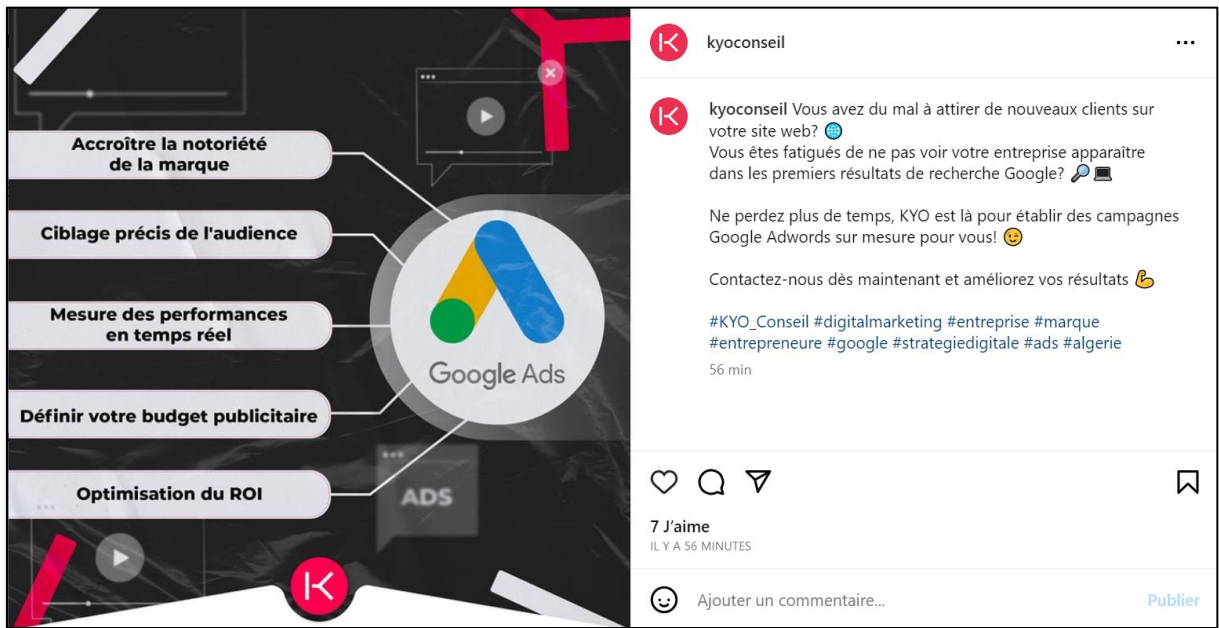 Accroître la notoriété
de la marque
Ciblage précis de l'audience
Mesure des performances
en temps réel
Définir votre budget publicitaire
Optimisation du ROI
Google Ads
ADS
kyoconseil
kyoconseil Vous avez du mal à attirer de nouveaux clients sur
votre site web? 🌐
Vous êtes fatigués de ne pas voir votre entreprise apparaître
dans les premiers résultats de recherche Google? 🔎💻
Ne perdez plus de temps, KYO est là pour établir des campagnes
Google Adwords sur mesure pour vous! 😉
Contactez-nous dès maintenant et améliorez vos résultats 💪
#KYO_Conseil #digitalmarketing #entreprise #marque
#entrepreneure #google #strategiedigitale #ads #algerie
56 min
7 J’aime
IL Y A 56 MINUTES
Ajouter un commentaire...
Publier